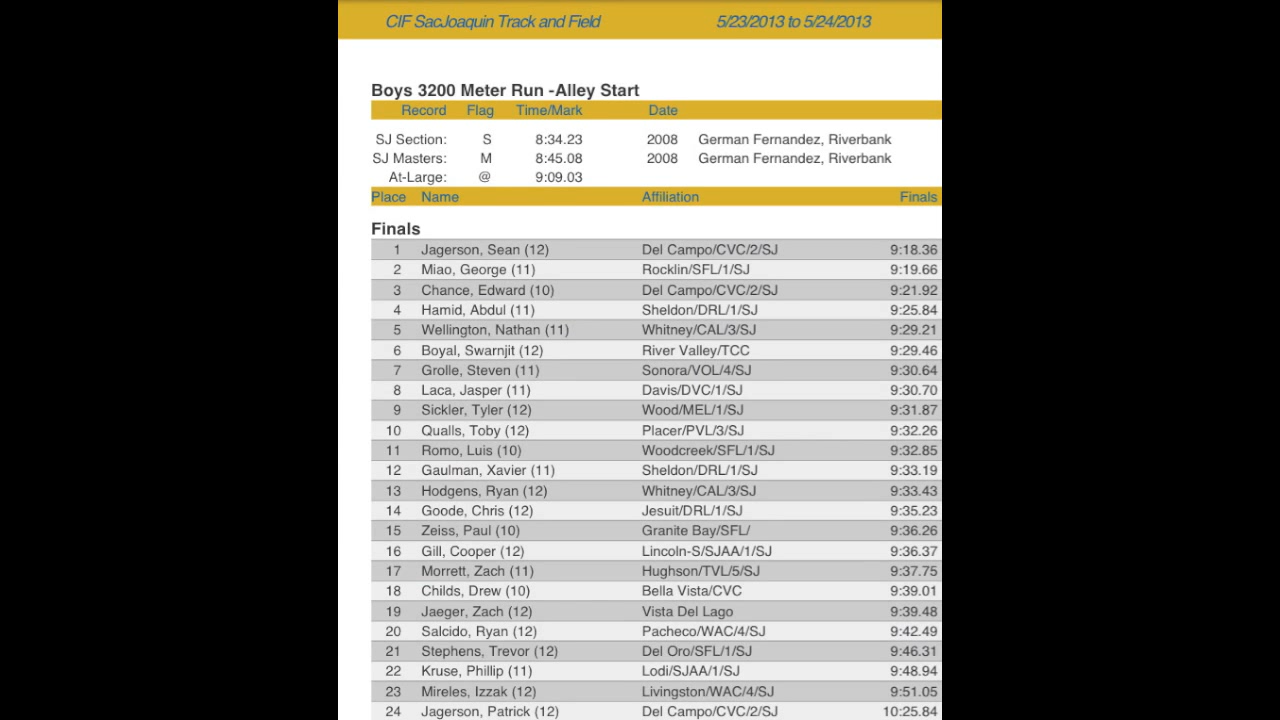 CIF SacJoaquin Track and Field 5/23/2013 to 5/24/2013
Boys 3200 Meter Run -Alley Start
Record Flag Time/Mark Date
SJ Section: S 8:34.23 2008 German Fernandez, Riverbank
SJ Masters: M 8:45.08 2008 German Fernandez, Riverbank
At-Large: @ 9:09.03
Place Name Affiliation Finals
Finals
1 Jagerson, Sean (12) Del Campo/CVC/2/SJ 9:18.36
2 Miao, George (11) Rocklin/SFL/1/SJ 9:19.66
3 Chance, Edward (10) Del Campo/CVC/2/SJ 9:21.92
4 Hamid, Abdul (11) Sheldon/DRL/1/SJ 9:25.84
5 Wellington, Nathan (11) Whitney/CAL/3/SJ 9:29.21
6 Boyal, Swarnjit (12) River Valley/TCC 9:29.46
7 Grolle, Steven (11) Sonora/VOL/4/SJ 9:30.64
8 Laca, Jasper (11) Davis/DVC/1/SJ 9:30.70
9 Sickler, Tyler (12) Wood/MEL/1/SJ 9:31.87
10 Qualls, Toby (12) Placer/PVL/3/SJ 9:32.26
11 Romo, Luis (10) Woodcreek/SFL/1/SJ 9:32.85
12 Gaulman, Xavier (11) Sheldon/DRL/1/SJ 9:33.19
13 Hodgens, Ryan (12) Whitney/CAL/3/SJ 9:33.43
14 Goode, Chris (12) Jesuit/DRL/1/SJ 9:35.23
15 Zeiss, Paul (10) Granite Bay/SFL/ 9:36.26
16 Gill, Cooper (12) Lincoln-S/SJAA/1/SJ 9:36.37
17 Morrett, Zach (11) Hughson/TVL/5/SJ 9:37.75
18 Childs, Drew (10) Bella Vista/CVC 9:39.01
19 Jaeger, Zach (12) Vista Del Lago 9:39.48
20 Salcido, Ryan (12) Pacheco/WAC/4/SJ 9:42.49
21 Stephens, Trevor (12) Del Oro/SFL/1/SJ 9:46.31
22 Kruse, Phillip (11) Lodi/SJAA/1/SJ 9:48.94
23 Mireles, Izzak (12) Livingston/WAC/4/SJ 9:51.05
24 Jagerson, Patrick (12) Del Campo/CVC/2/SJ 10:25.84